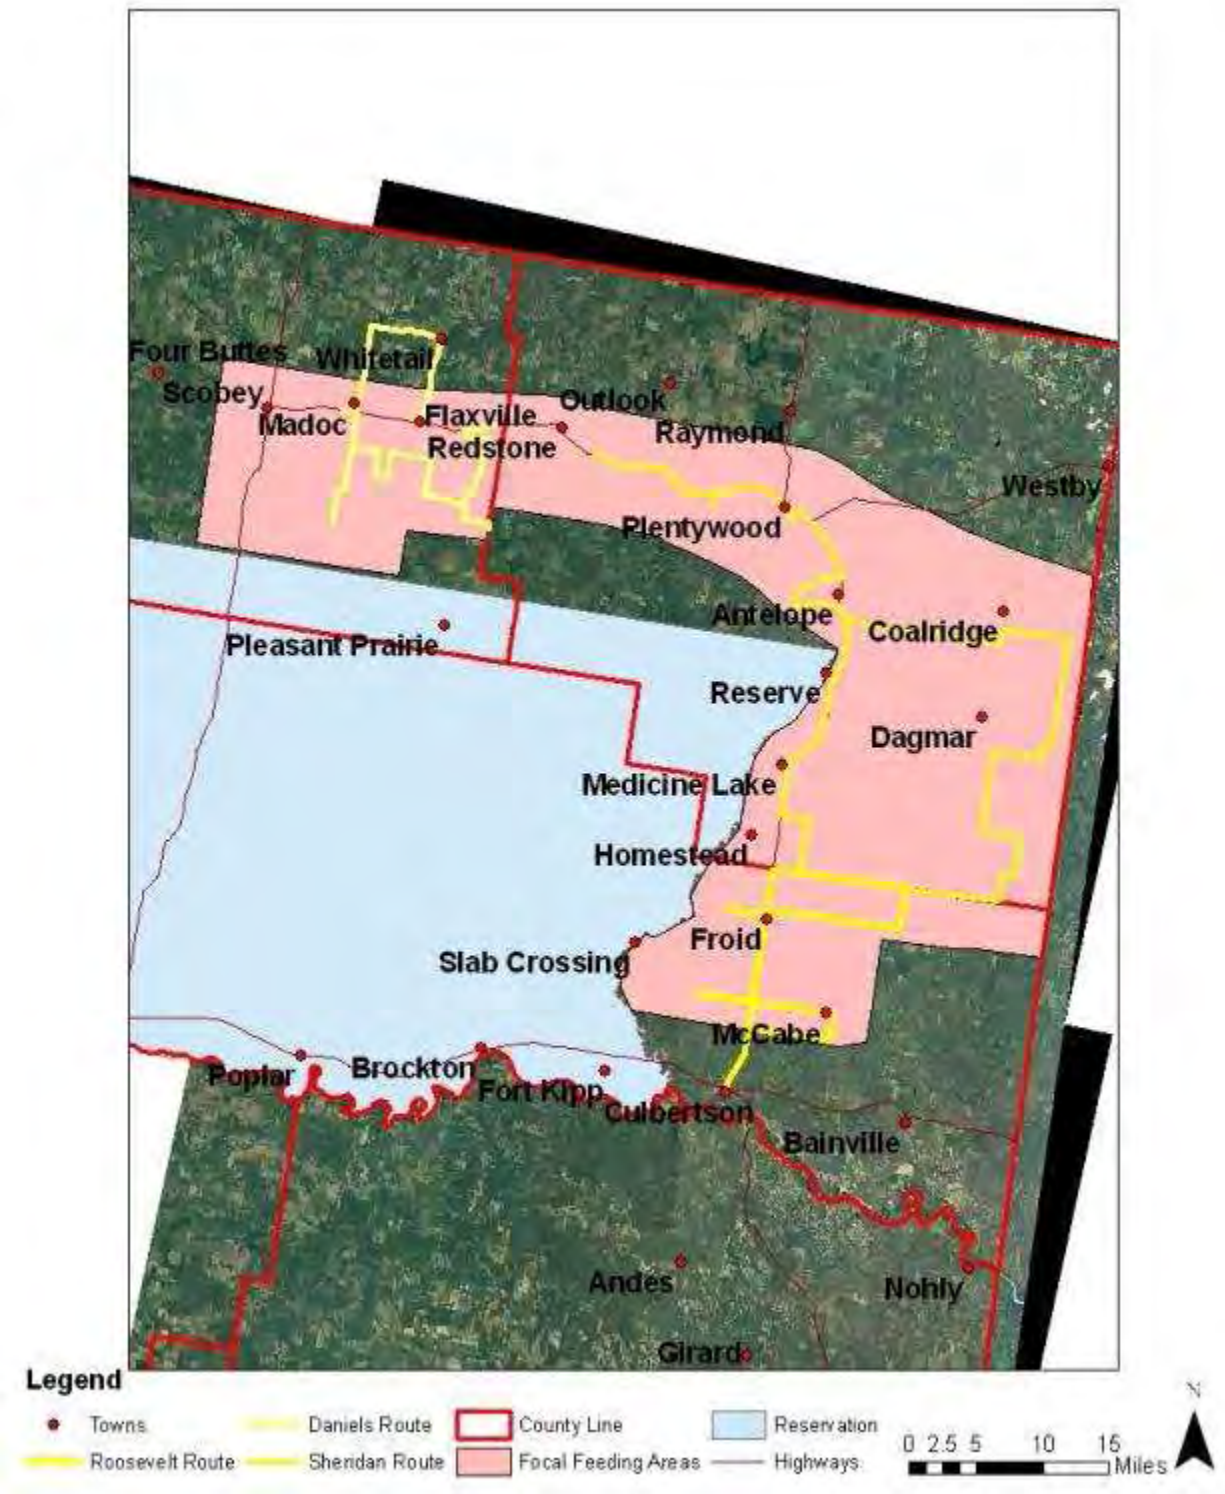 Four Buttes
Whitetail
Scobey
Outlook
Madoc
Flaxville
Raymond
Redstone
Westby
Plentywood
Antelope
Coalridge
Pleasant Prairie
Reserve
Dagmar
Medicine Lake
Homestead
Froid
Slab Crossing
McCabe
Poplar
Brockton
Fort Kipp
Culbertson
Bainville
Andes
Nohly
Girard
Legend
N
Towns
Daniels Route
County Line
Reservation
0 2.5 5 10 15
Roosevelt Route
Sheridan Route
Focal Feeding Areas
Highways
Miles